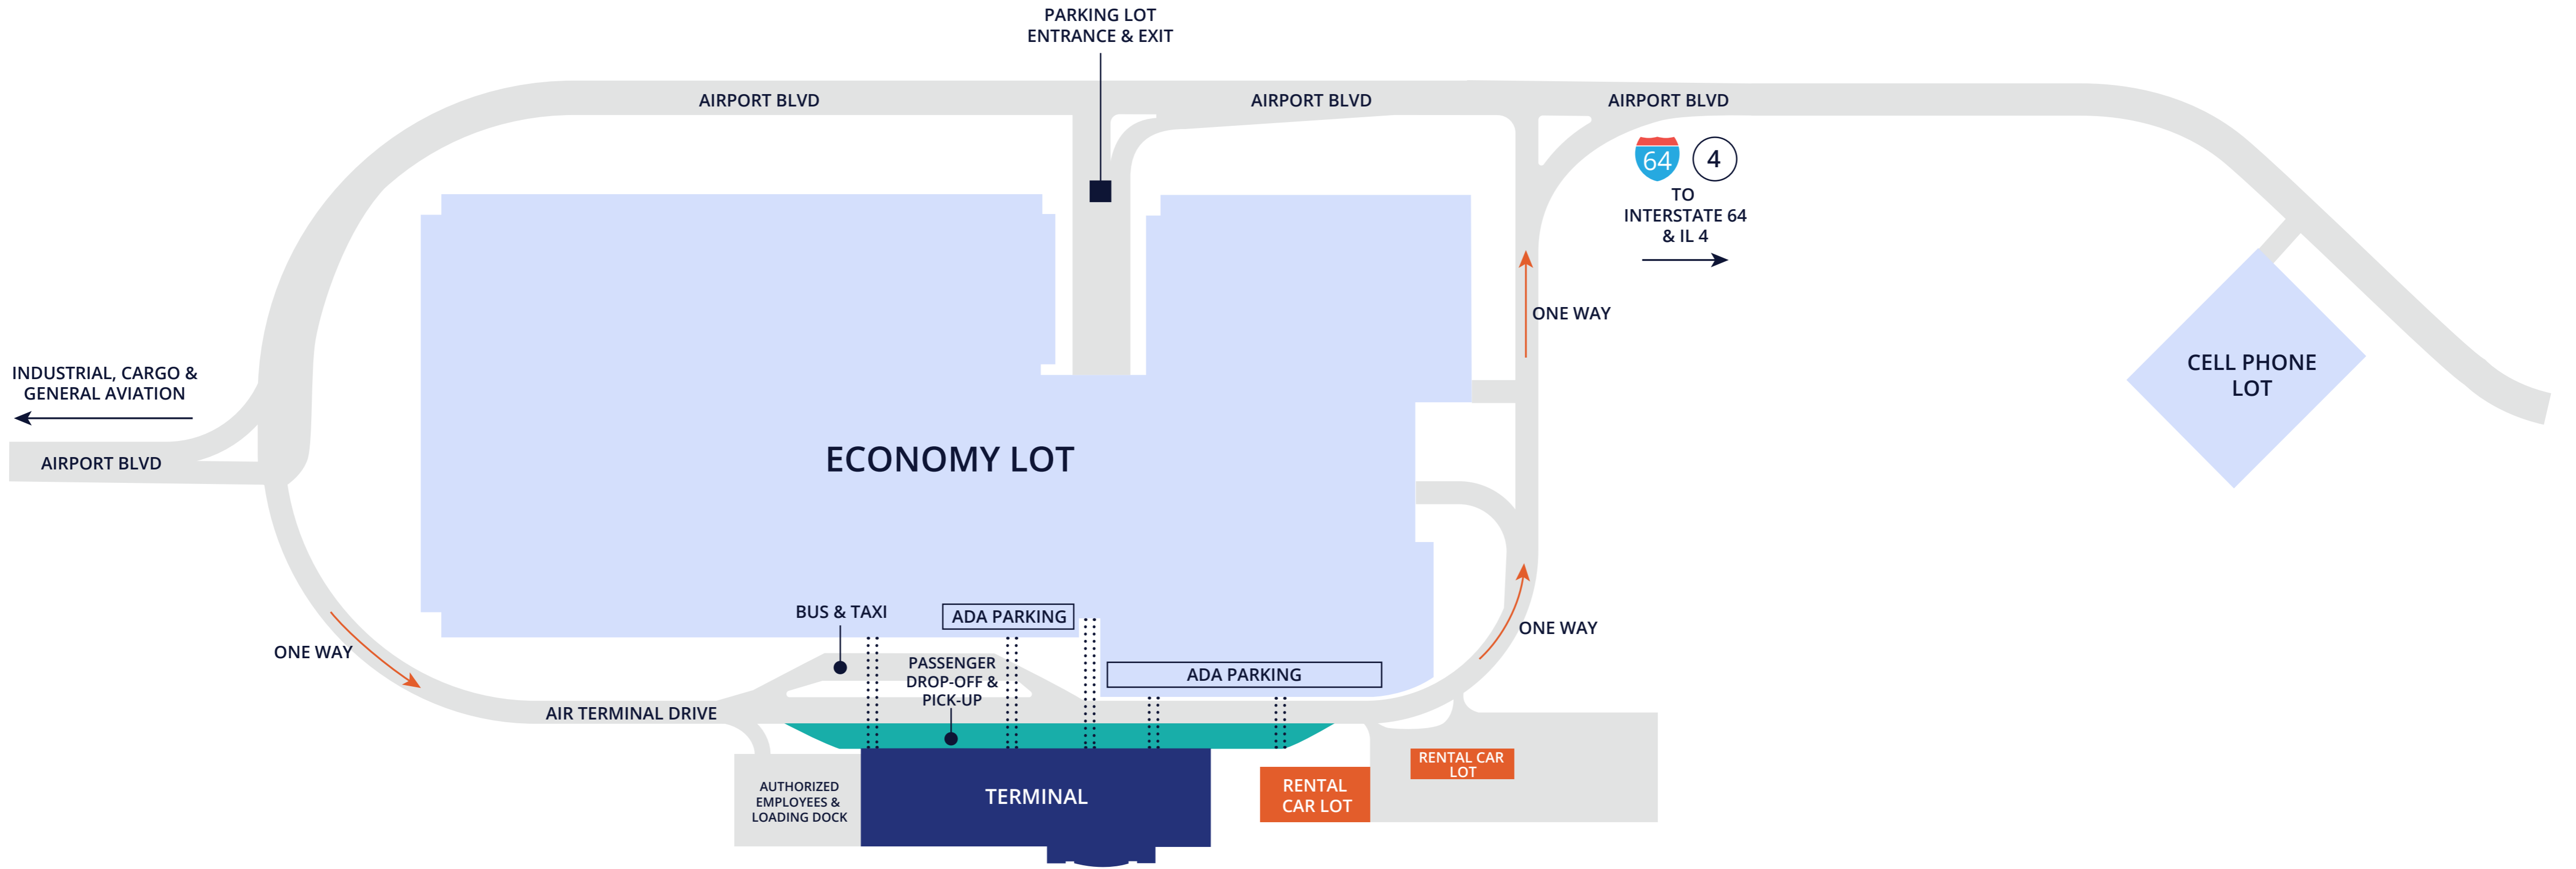 PARKING LOT
ENTRANCE & EXIT
AIRPORT BLVD
AIRPORT BLVD
AIRPORT BLVD
64
4
TO
INTERSTATE 64
& IL 4
ONE WAY
INDUSTRIAL, CARGO &
GENERAL AVIATION
AIRPORT BLVD
CELL PHONE
LOT
ECONOMY LOT
BUS & TAXI
ADA PARKING
ONE WAY
ONE WAY
PASSENGER
DROP-OFF &
PICK-UP
ADA PARKING
AIR TERMINAL DRIVE
AUTHORIZED
EMPLOYEES &
LOADING DOCK
TERMINAL
RENTAL
CAR LOT
RENTAL CAR
LOT